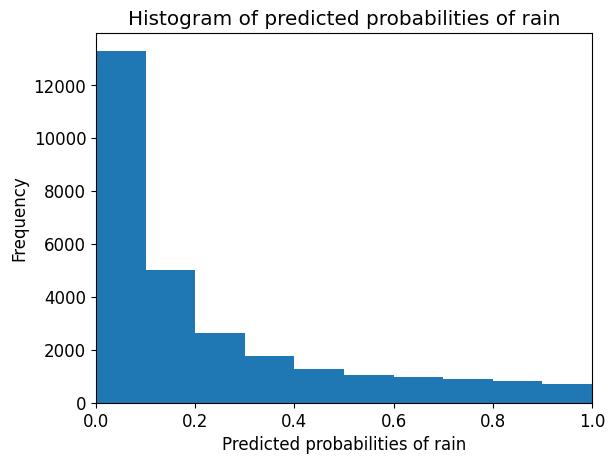 Histogram of predicted probabilities of rain
12000
10000
8000
6000
4000
2000
0
Frequency
0.0 0.2 0.4 0.6 0.8 1.0
Predicted probabilities of rain